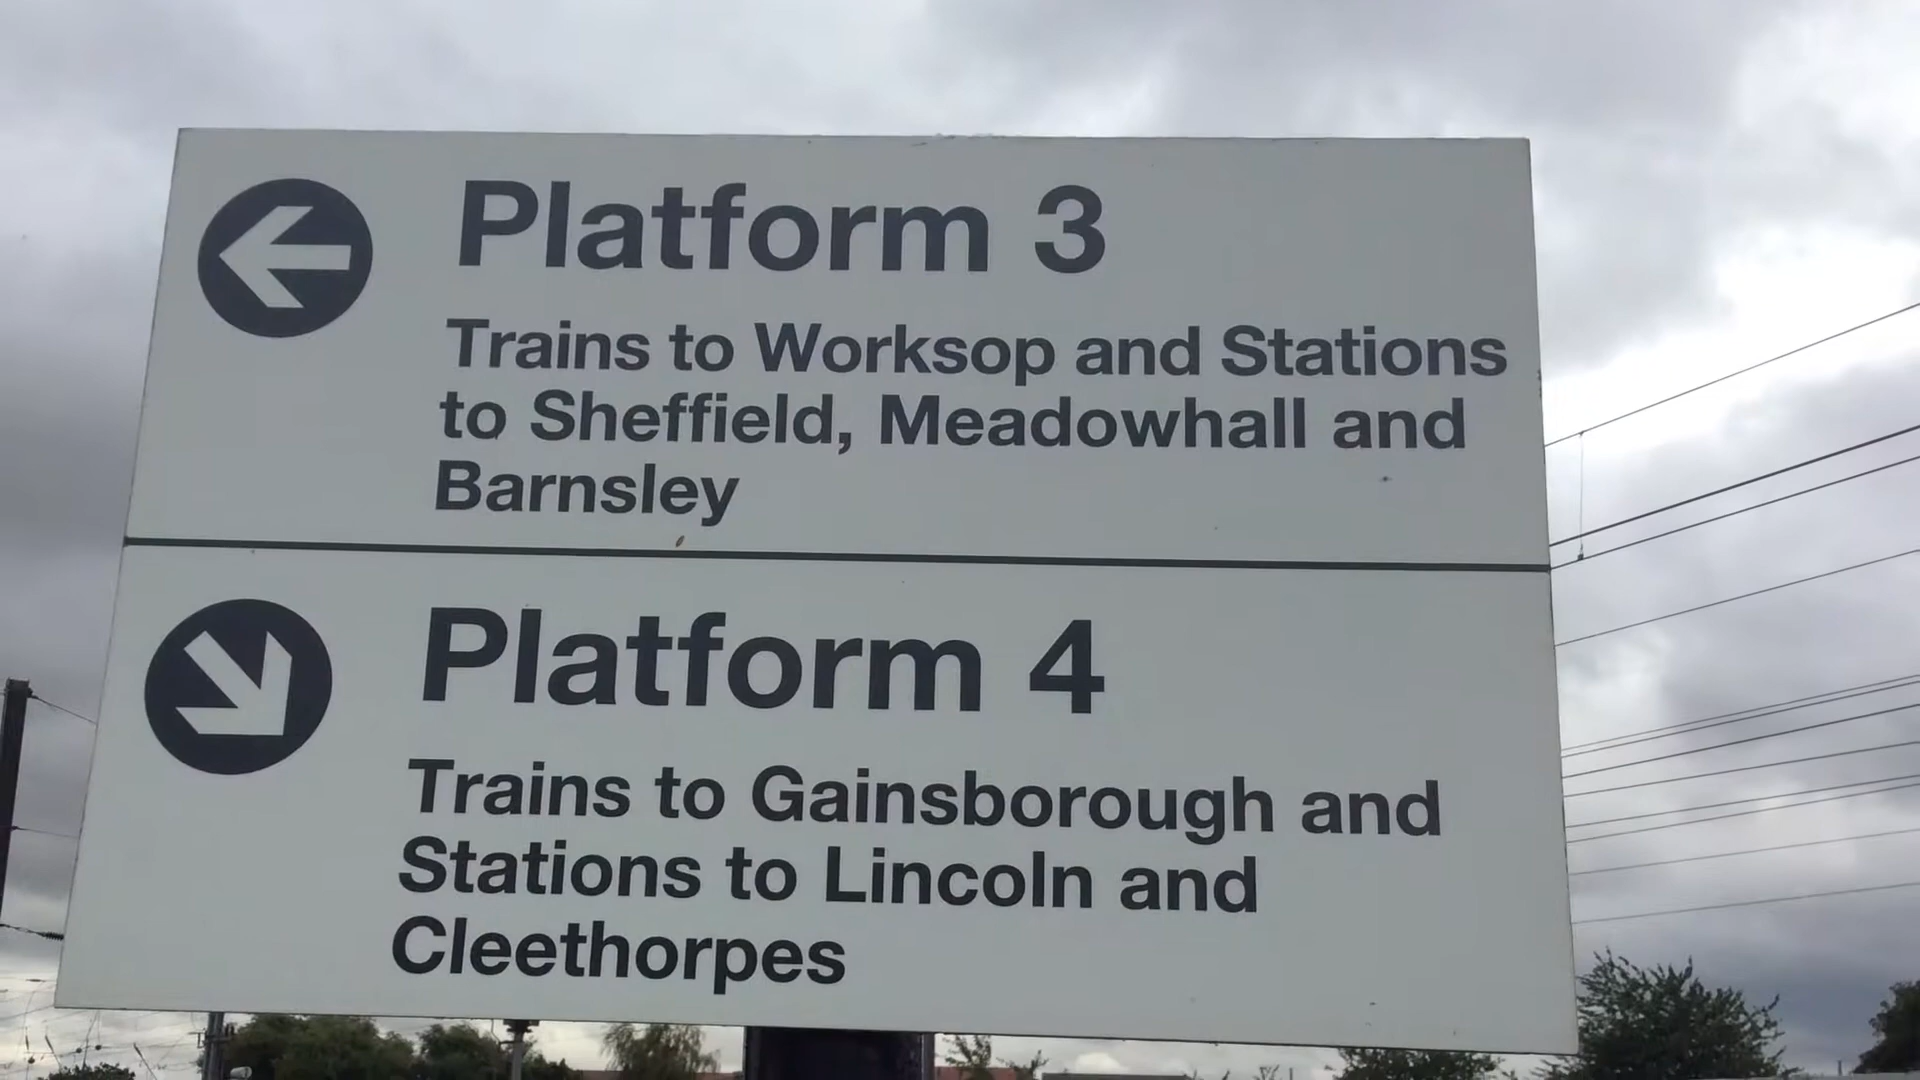 Platform 3
Trains to Worksop and Stations
to Sheffield, Meadowhall and
Barnsley
Platform 4
Trains to Gainsborough and
Stations to Lincoln and
Cleethorpes